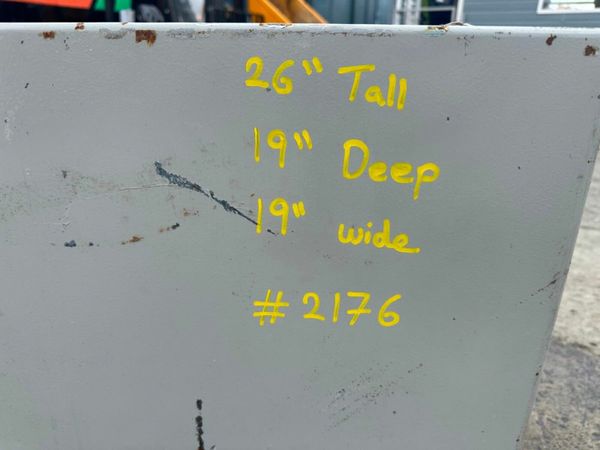 26" Tall
19" Deep
19" wide
#2176